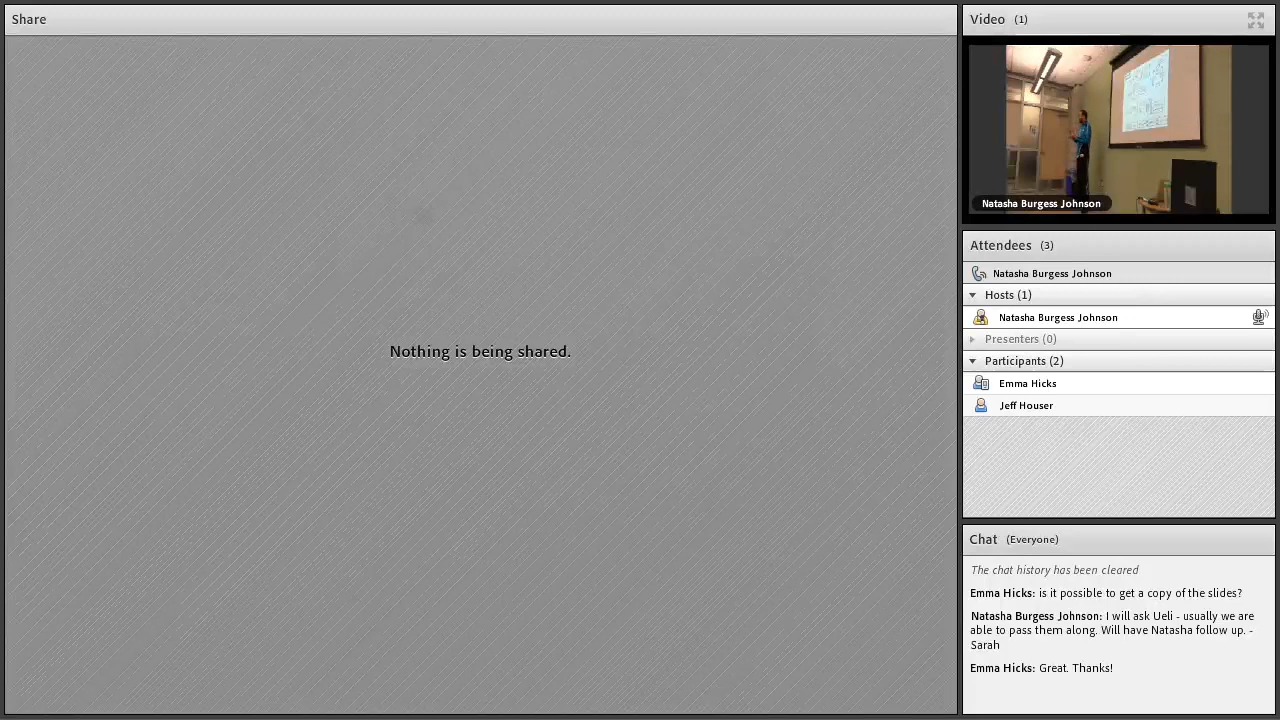 Share
Nothing is being shared.
Video (1)
Natasha Burgess Johnson
Attendees (3)
Natasha Burgess Johnson
Hosts (1)
Natasha Burgess Johnson
Presenters (0)
Participants (2)
Emma Hicks
Jeff Houser
Chat (Everyone)
The chat history has been cleared
Emma Hicks: is it possible to get a copy of the slides?
Natasha Burgess Johnson: I will ask Ueli - usually we are
able to pass them along. Will have Natasha follow up. -
Sarah
Emma Hicks: Great. Thanks!